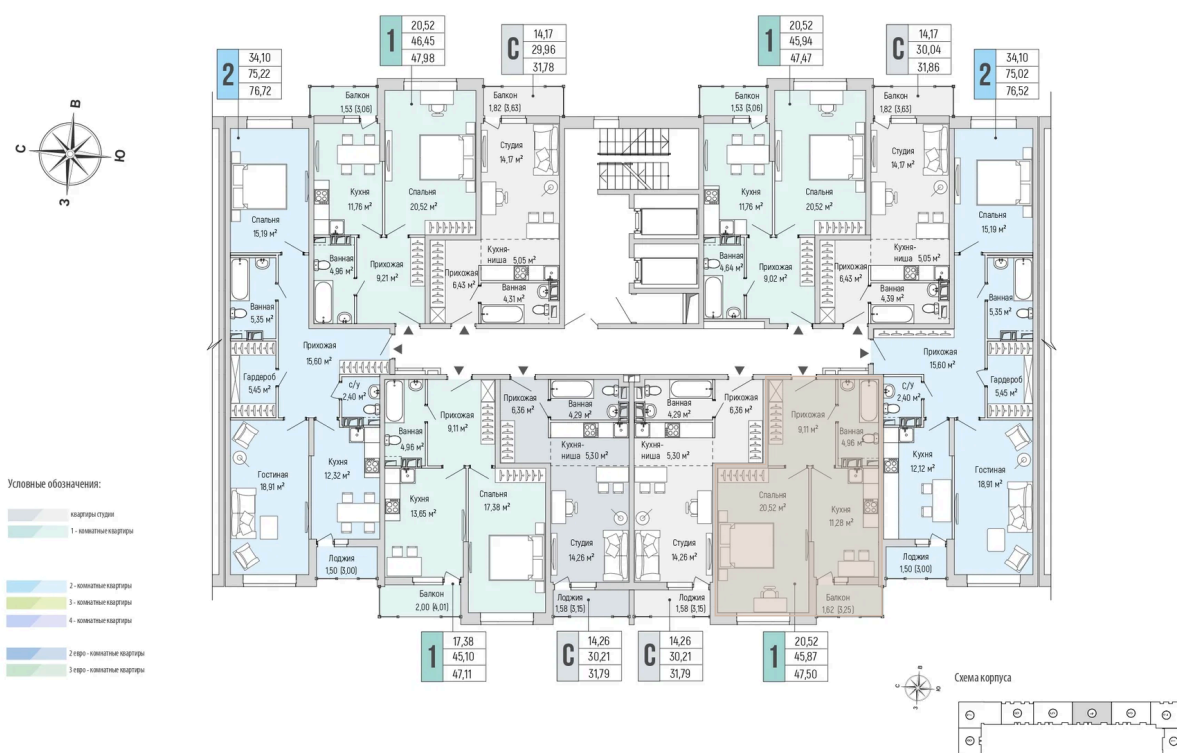 20,52
1 46,45
47,98
14,17
С 29,96
31,78
20,52
1 45,94
47,47
14,17
С 30,04
31,86
34,10
2 75,22
76,72
34,10
2 75,02
76,52
В
С
Ю
З
Балкон
1,53 (3,06)
Балкон
1,82 (3,63)
Балкон
1,53 (3,06)
Балкон
1,82 (3,63)
Студия
14,17 м²
Студия
14,17 м²
Кухня
11,76 м²
Спальня
20,52 м²
Кухня
11,76 м²
Спальня
20,52 м²
Спальня
15,19 м²
Спальня
15,19 м²
Ванная
4,96 м²
Прихожая
9,21 м²
Кухня-
ниша 5,05 м²
Прихожая
6,43 м²
Ванная
4,31 м²
Ванная
4,64 м²
Прихожая
9,02 м²
Кухня-
ниша 5,05 м²
Прихожая
6,43 м²
Ванная
4,39 м²
Ванная
5,35 м²
Ванная
5,35 м²
Прихожая
15,60 м²
Прихожая
15,60 м²
Гардероб
5,45 м²
С/У
2,40 м²
С/У
2,40 м²
Гардероб
5,45 м²
Прихожая
9,11 м²
Ванная
4,96 м²
Прихожая
6,36 м²
Ванная
4,29 м²
Ванная
4,29 м²
Прихожая
6,36 м²
Прихожая
9,11 м²
Ванная
4,96 м²
Кухня-
ниша 5,30 м²
Кухня-
ниша 5,30 м²
Гостиная
18,91 м²
Кухня
12,32 м²
Кухня
13,65 м²
Спальня
17,38 м²
Студия
14,26 м²
Студия
14,26 м²
Спальня
20,52 м²
Кухня
11,28 м²
Кухня
12,12 м²
Гостиная
18,91 м²
Лоджия
1,50 (3,00)
Балкон
2,00 (4,01)
Лоджия
1,58 (3,15)
Лоджия
1,58 (3,15)
Балкон
1,62 (3,25)
Лоджия
1,50 (3,00)
Условные обозначения:
квартиры студии
1 - комнатные квартиры
2 - комнатные квартиры
3 - комнатные квартиры
4 - комнатные квартиры
2 евро - комнатные квартиры
3 евро - комнатные квартиры
17,38
1 45,10
47,11
14,26
С 30,21
31,79
14,26
С 30,21
31,79
20,52
1 45,87
47,50
В
С
Ю
З
Схема корпуса